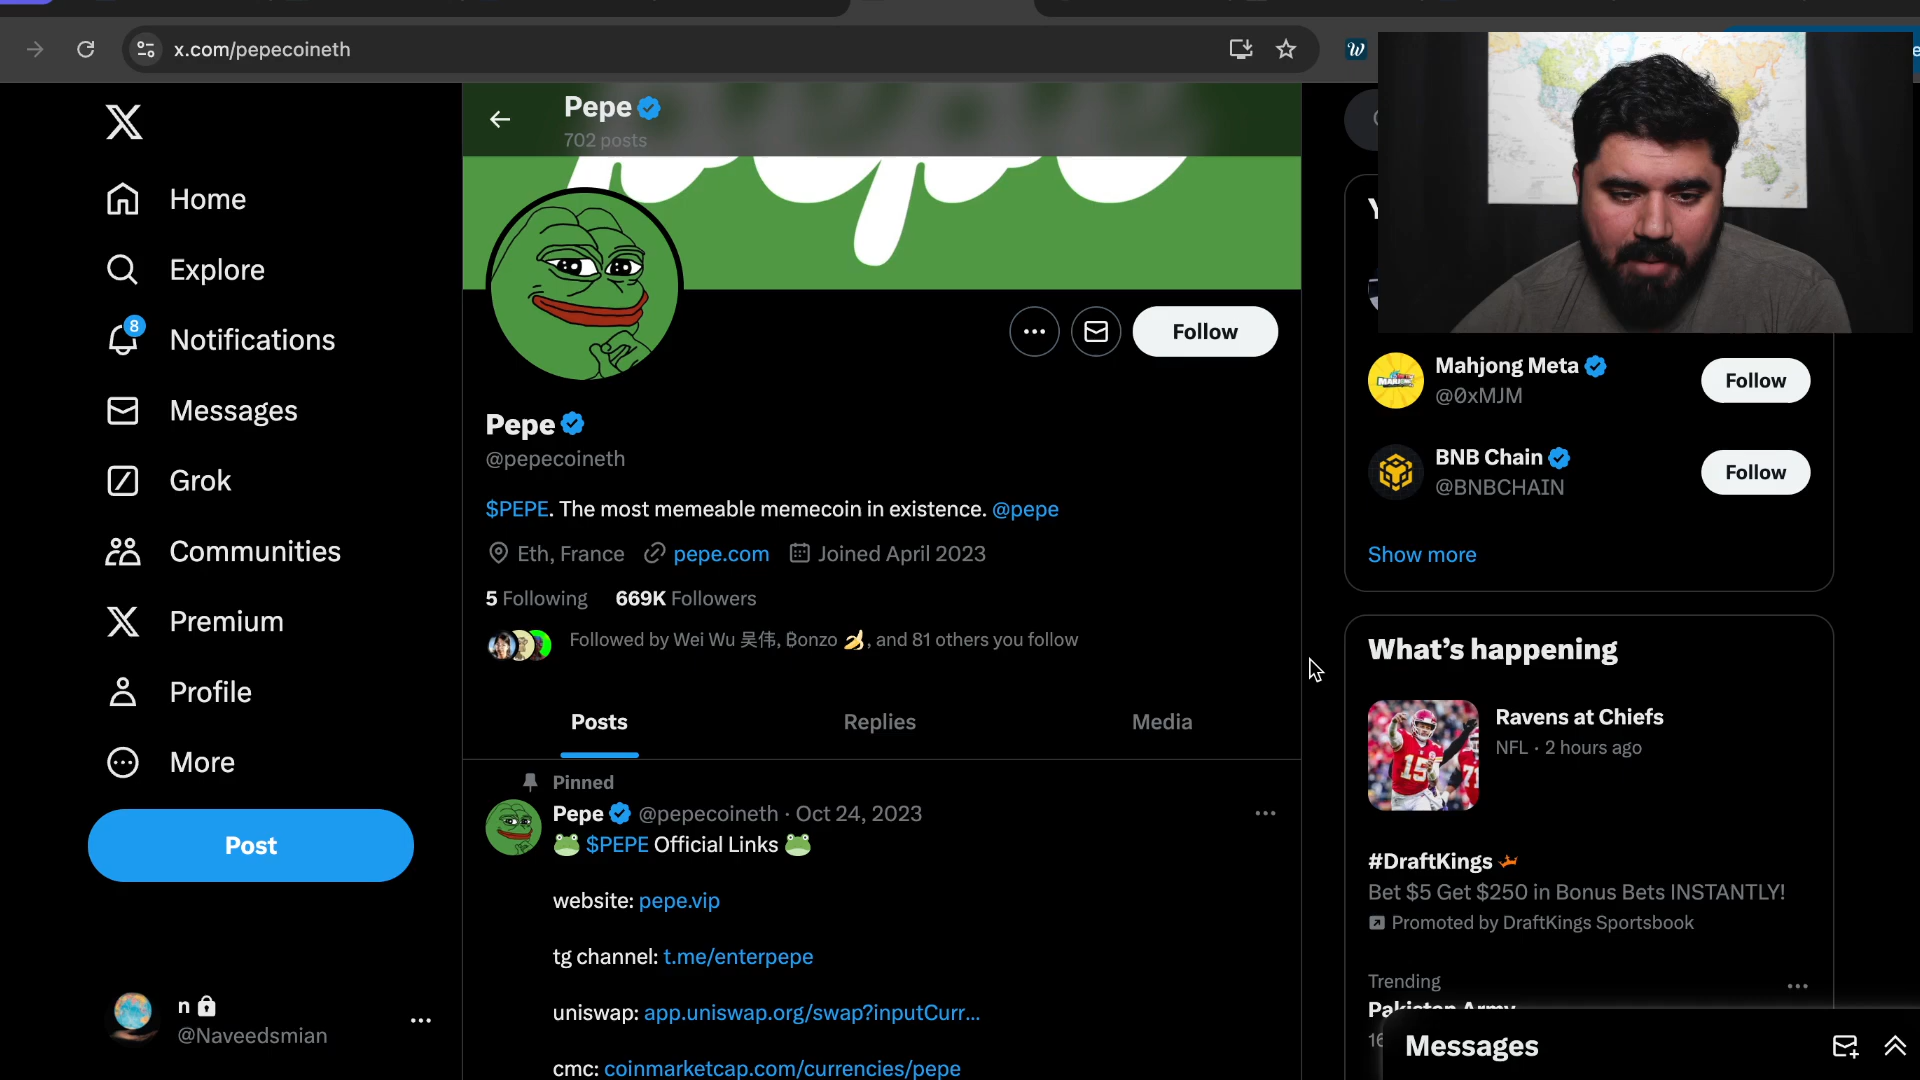 x.com/pepecoineth
Pepe
702 posts
pepe
Home
Explore
8
Notifications
Messages
Grok
Communities
Premium
Profile
More
Post
n
@Naveedsmian
Follow
Pepe
@pepecoineth
$PEPE. The most memeable memecoin in existence. @pepe
Eth, France pepe.com Joined April 2023
5 Following 669K Followers
Followed by Wei Wu 吴伟, ₿onzo 🍌, and 81 others you follow
Posts Replies Media
Pinned
Pepe @pepecoineth · Oct 24, 2023
🐸 $PEPE Official Links 🐸
website: pepe.vip
tg channel: t.me/enterpepe
uniswap: app.uniswap.org/swap?inputCurr...
cmc: coinmarketcap.com/currencies/pepe
Mahjong Meta
@0xMJM
Follow
BNB Chain
@BNBCHAIN
Follow
Show more
What's happening
Ravens at Chiefs
NFL · 2 hours ago
15
#DraftKings
Bet $5 Get $250 in Bonus Bets INSTANTLY!
Promoted by DraftKings Sportsbook
Trending
Pakistan Army
Messages